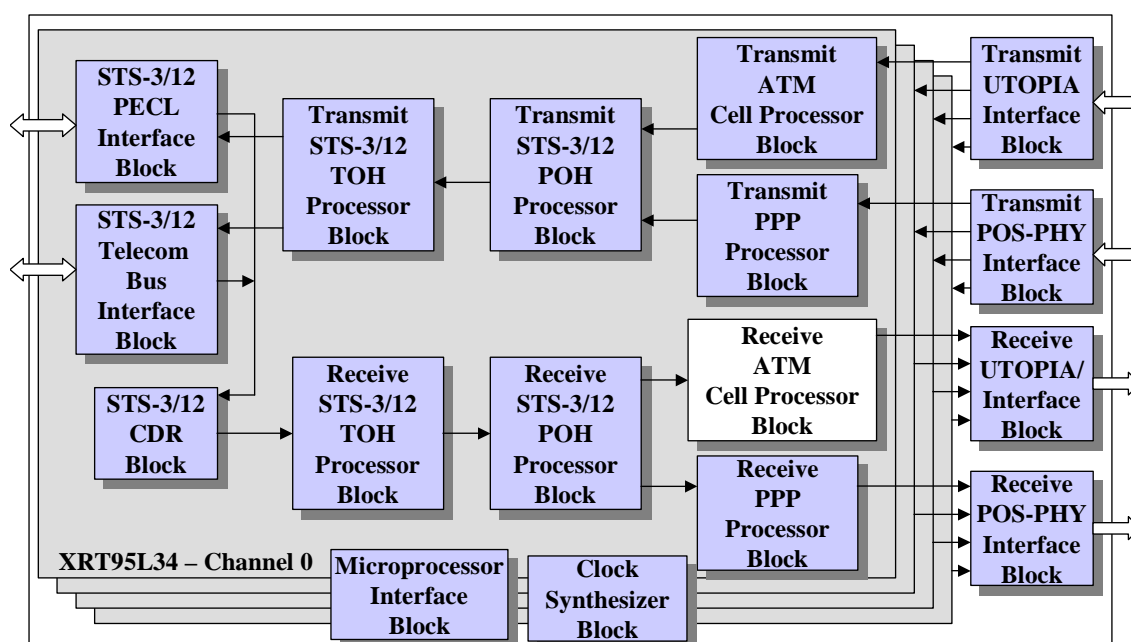 STS-3/12
PECL
Interface
Block
Transmit
STS-3/12
TOH
Processor
Block
Transmit
STS-3/12
POH
Processor
Block
Transmit
ATM
Cell Processor
Block
Transmit
UTOPIA
Interface
Block
STS-3/12
Telecom
Bus
Interface
Block
Transmit
PPP
Processor
Block
Transmit
POS-PHY
Interface
Block
STS-3/12
CDR
Block
Receive
STS-3/12
TOH
Processor
Block
Receive
STS-3/12
POH
Processor
Block
Receive
ATM
Cell Processor
Block
Receive
UTOPIA/
Interface
Block
Receive
PPP
Processor
Block
Receive
POS-PHY
Interface
Block
XRT95L34 – Channel 0
Microprocessor
Interface
Block
Clock
Synthesizer
Block